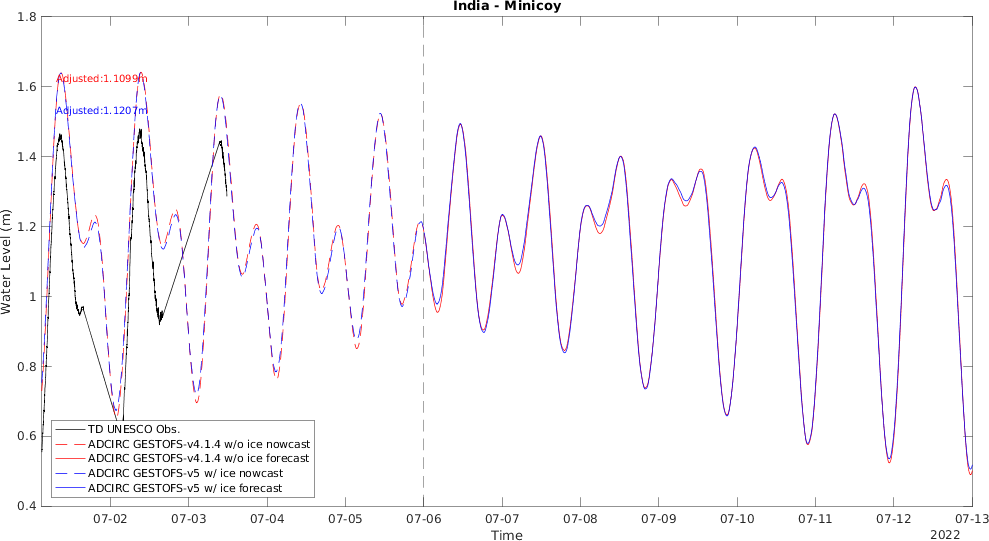 India - Minicoy
1.8
1.6
1.4
1.2
1
0.8
0.6
0.4
Water Level (m)
Adjusted:1.1099m
Adjusted:1.1207m
TD UNESCO Obs.
ADCIRC GESTOFS-v4.1.4 w/o ice nowcast
ADCIRC GESTOFS-v4.1.4 w/o ice forecast
ADCIRC GESTOFS-v5 w/ ice nowcast
ADCIRC GESTOFS-v5 w/ ice forecast
07-02 07-03 07-04 07-05 07-06 07-07 07-08 07-09 07-10 07-11 07-12 07-13
Time
2022